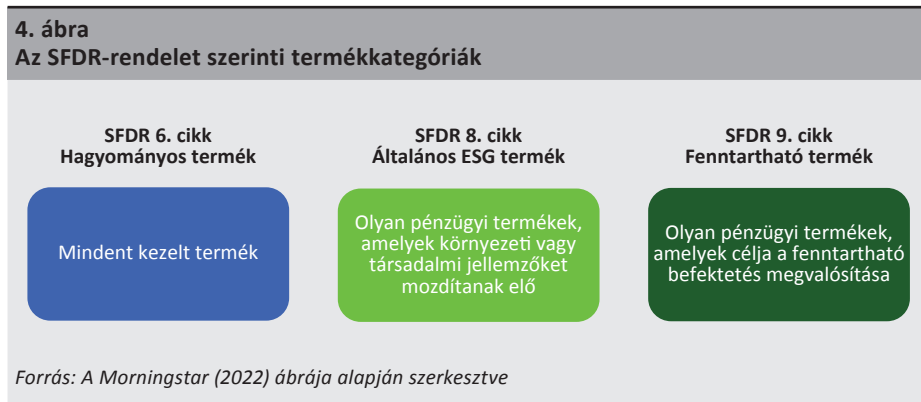 4. ábra
Az SFDR-rendelet szerinti termékkategóriák
SFDR 6. cikk
Hagyományos termék
Mindent kezelt termék
SFDR 8. cikk
Általános ESG termék
Olyan pénzügyi termékek,
amelyek környezeti vagy
társadalmi jellemzőket
mozdítanak elő
SFDR 9. cikk
Fenntartható termék
Olyan pénzügyi termékek,
amelyek célja a fenntartható
befektetés megvalósítása
Forrás: A Morningstar (2022) ábrája alapján szerkesztve